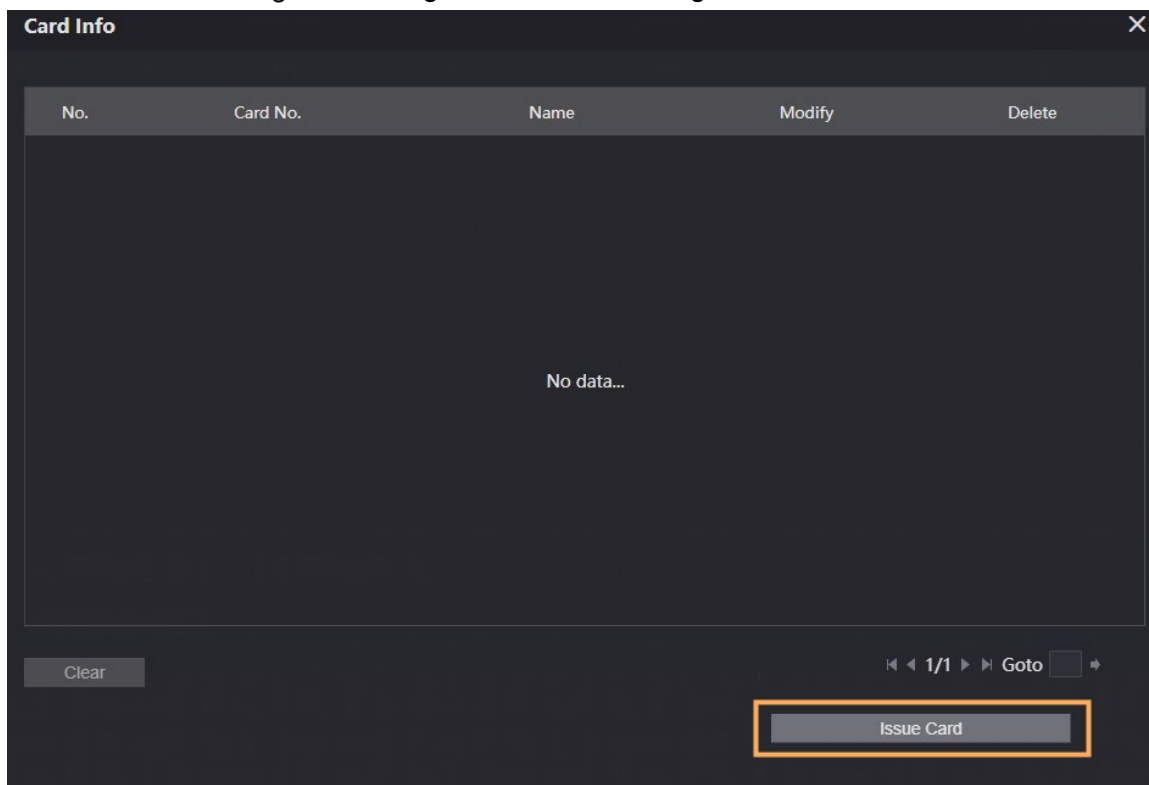 Card Info
No. Card No. Name Modify Delete
No data...
Clear
1/1 Goto
Issue Card